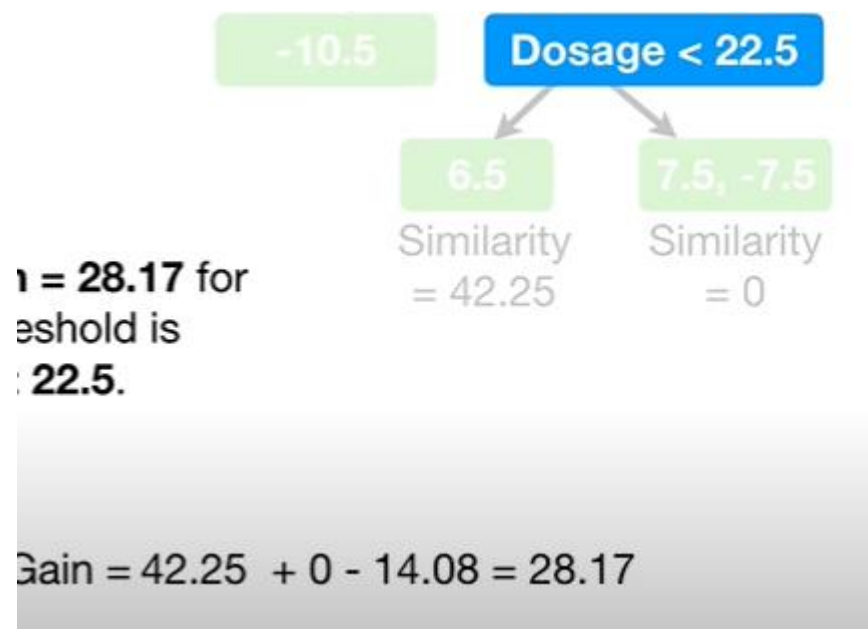 -10.5
Dosage < 22.5
6.5
7.5, -7.5
Similarity
= 42.25
Similarity
= 0
= 28.17 for
eshold is
22.5.
Gain = 42.25 + 0 - 14.08 = 28.17